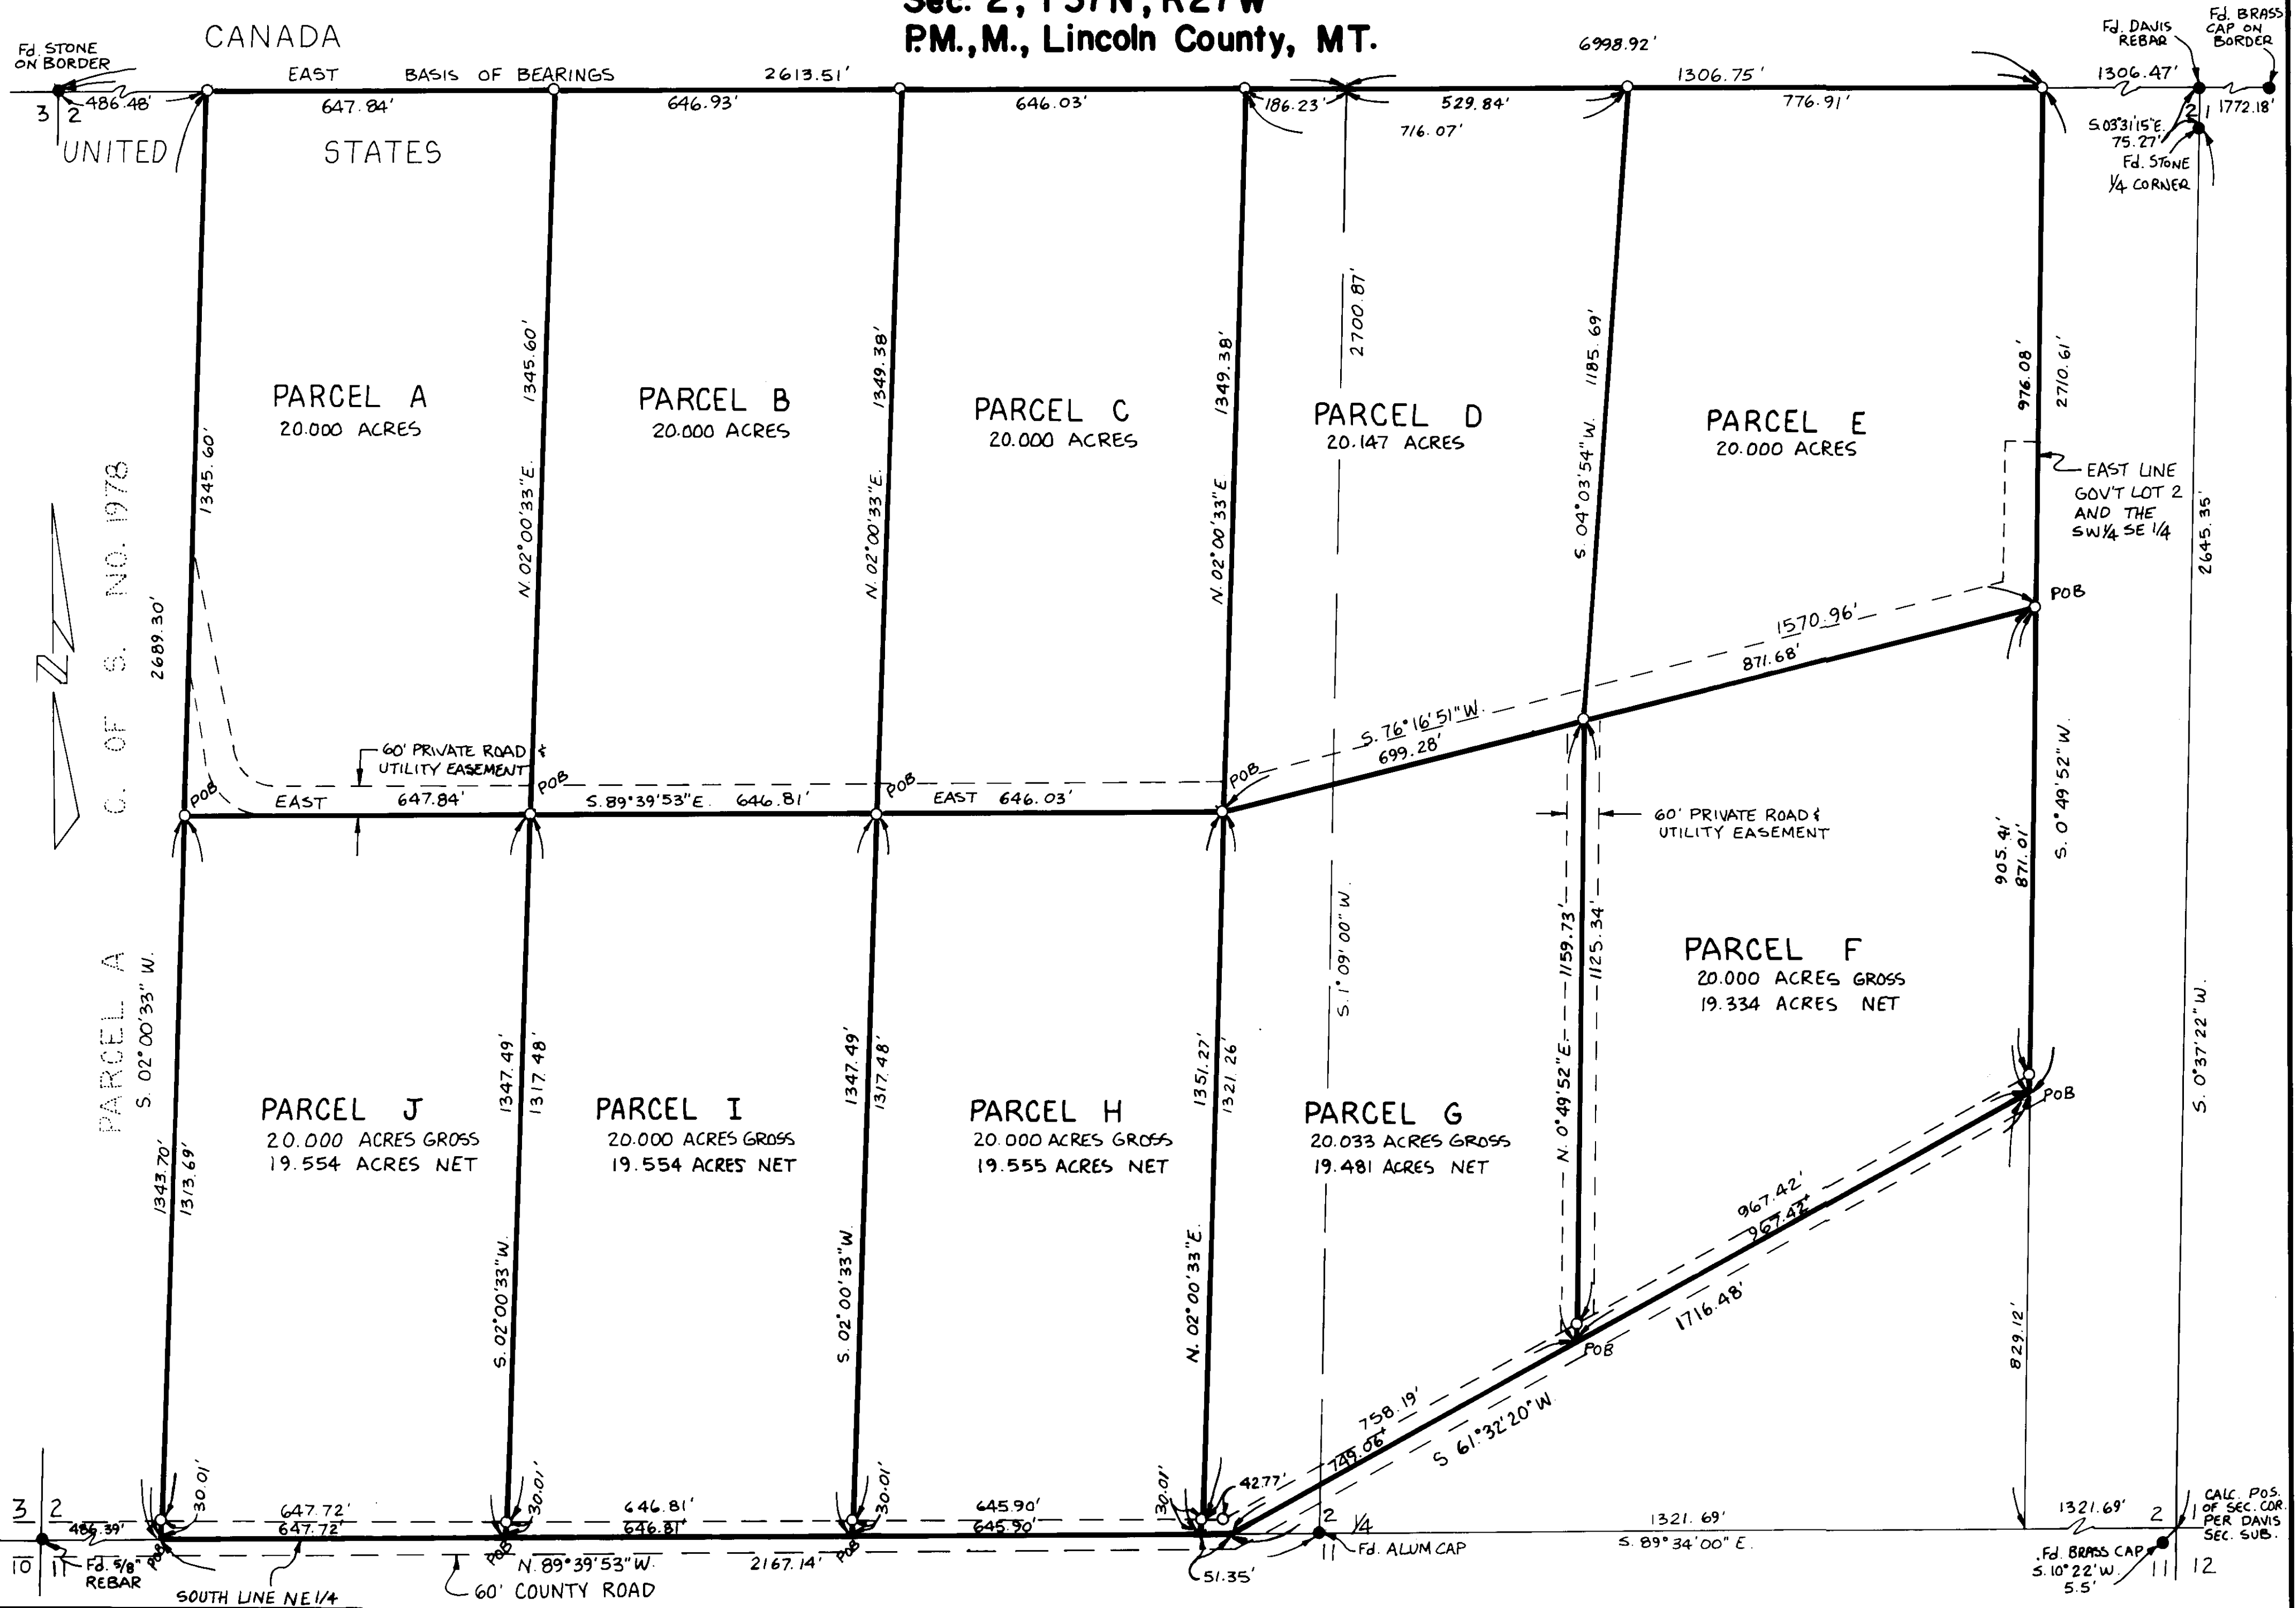 Sec. 2, T37N, R27W
P.M.,M., Lincoln County, MT.
CANADA
Fd. STONE
ON BORDER
EAST BASIS OF BEARINGS
2613.51'
6998.92'
1306.75'
Fd. DAVIS
REBAR
Fd. BRASS
CAP ON
BORDER
1306.47'
3 2
486.48'
647.84'
646.93'
646.03'
186.23'
529.84'
716.07'
776.91'
2 1
1772.18'
S.03°31'15"E.
75.27'
Fd. STONE
1/4 CORNER
UNITED STATES
C. OF S. NO. 1978
PARCEL A
S. 02°00'33" W.
2689.30'
1345.60'
PARCEL A
20.000 ACRES
N. 02°00'33"E.
1345.60'
PARCEL B
20.000 ACRES
N. 02°00'33"E.
1349.38'
PARCEL C
20.000 ACRES
N. 02°00'33"E
1349.38'
PARCEL D
20.147 ACRES
2700.87'
S. 1°09'00" W.
S. 04°03'54" W. 1185.69'
PARCEL E
20.000 ACRES
976.08'
2710.61'
EAST LINE
GOV'T LOT 2
AND THE
SW1/4 SE 1/4
2645.35'
POB
1570.96'
871.68'
S. 76°16'51" W.
699.28'
60' PRIVATE ROAD &
UTILITY EASEMENT
POB
EAST 647.84'
POB
S.89°39'53"E. 646.81'
POB
EAST 646.03'
POB
60' PRIVATE ROAD &
UTILITY EASEMENT
S. 0°49'52" W.
905.41'
871.01'
N. 0°49'52" E. 1159.73'
1125.34'
PARCEL F
20.000 ACRES GROSS
19.334 ACRES NET
S. 0°37'22" W.
1343.70'
1313.69'
PARCEL J
20.000 ACRES GROSS
19.554 ACRES NET
1347.49'
1317.48'
S. 02°00'33"W.
PARCEL I
20.000 ACRES GROSS
19.554 ACRES NET
1347.49'
1317.48'
S. 02°00'33"W.
PARCEL H
20.000 ACRES GROSS
19.555 ACRES NET
1351.27'
1321.26'
N. 02°00'33"E.
PARCEL G
20.033 ACRES GROSS
19.481 ACRES NET
POB
967.42'
967.42'
1716.48'
POB
829.12'
758.19'
749.06'
S 61°32'20" W.
3 2
486.39'
30.01'
647.72'
647.72'
30.01'
646.81'
646.81'
30.01'
645.90'
645.90'
30.01'
42.77'
2 1/4
11
1321.69'
S. 89°34'00" E.
1321.69'
2 1
CALC. POS.
OF SEC. COR.
PER DAVIS
SEC. SUB.
10 11
Fd. 5/8"
REBAR
POB
POB
N. 89°39'53"W. 2167.14'
POB
51.35'
Fd. ALUM CAP
Fd. BRASS CAP
S. 10°22' W.
5.5'
11 12
SOUTH LINE NE1/4
60' COUNTY ROAD